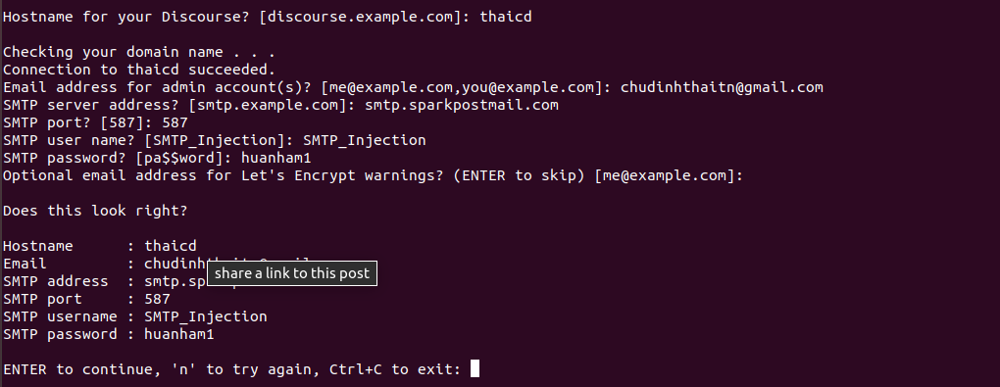 Hostname for your Discourse? [discourse.example.com]: thaicd
Checking your domain name . . .
Connection to thaicd succeeded.
Email address for admin account(s)? [me@example.com,you@example.com]: chudinhthaitn@gmail.com
SMTP server address? [smtp.example.com]: smtp.sparkpostmail.com
SMTP port? [587]: 587
SMTP user name? [SMTP_Injection]: SMTP_Injection
SMTP password? [pa$$word]: huanham1
Optional email address for Let's Encrypt warnings? (ENTER to skip) [me@example.com]:
Does this look right?
Hostname : thaicd
Email :
share a link to this post
SMTP address :
SMTP port : 587
SMTP username : SMTP_Injection
SMTP password : huanham1
ENTER to continue, 'n' to try again, Ctrl+C to exit: